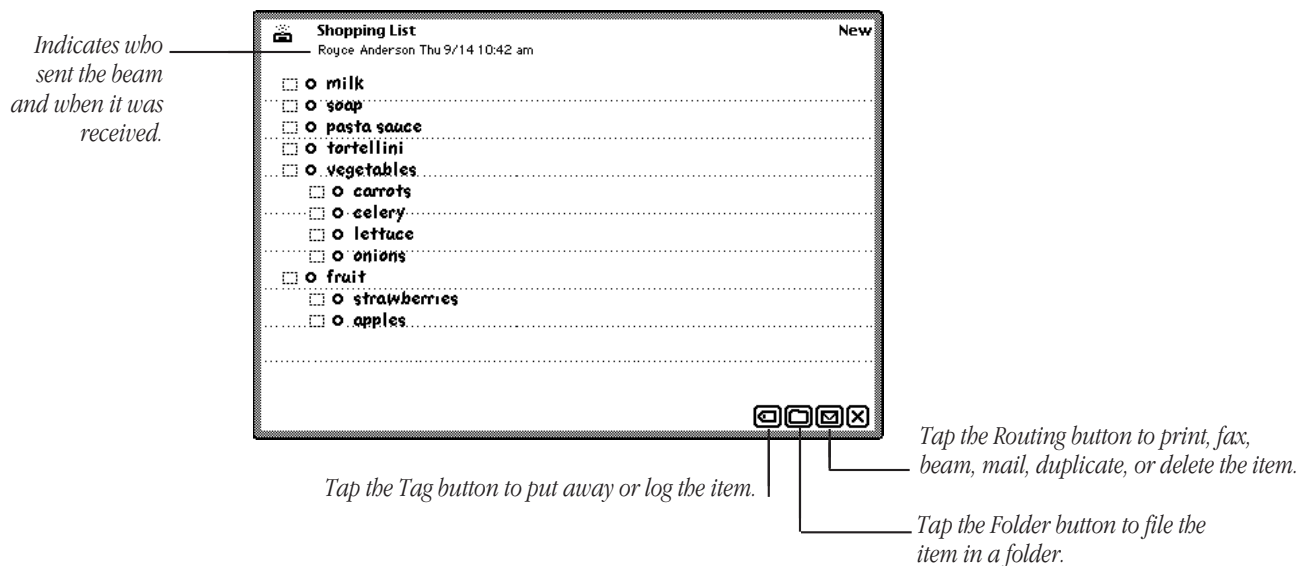 Indicates who
sent the beam
and when it was
received.
Shopping List
New
Royce Anderson Thu 9/14 10:42 am
milk
soap
pasta sauce
tortellini
vegetables
carrots
celery
lettuce
onions
fruit
strawberries
apples
Tap the Routing button to print, fax,
beam, mail, duplicate, or delete the item.
Tap the Tag button to put away or log the item.
Tap the Folder button to file the
item in a folder.